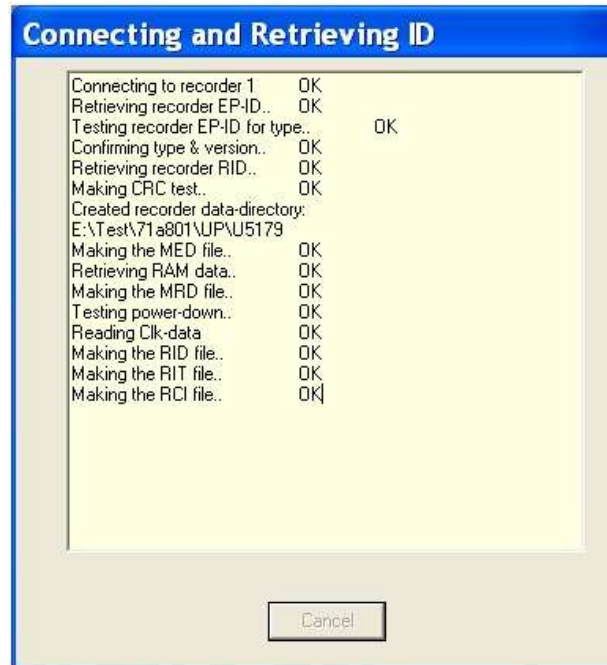 Connecting and Retrieving ID
Connecting to recorder 1 OK
Retrieving recorder EP-ID.. OK
Testing recorder EP-ID for type.. OK
Confirming type & version.. OK
Retrieving recorder RID.. OK
Making CRC test.. OK
Created recorder data-directory:
E:\Test\71a801\UP\U5179
Making the MED file.. OK
Retrieving RAM data.. OK
Making the MRD file.. OK
Testing power-down.. OK
Reading Clk-data OK
Making the RID file.. OK
Making the RIT file.. OK
Making the RCI file.. OK
Cancel